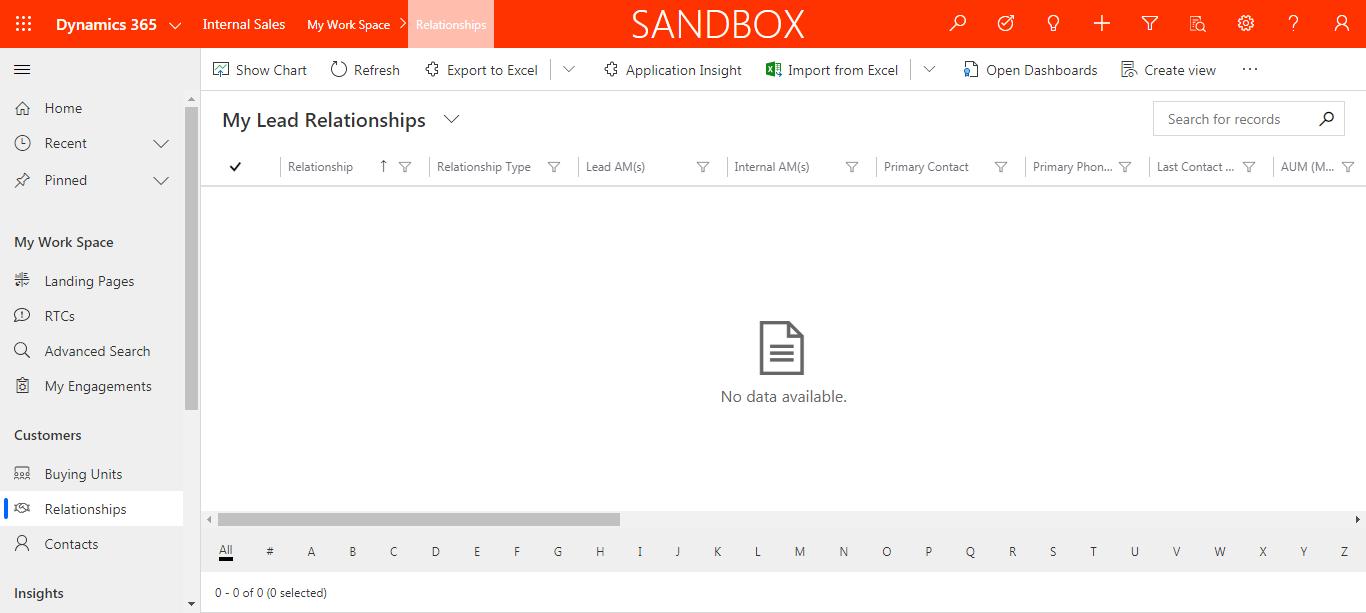 Dynamics 365 Internal Sales My Work Space > Relationships SANDBOX ?
Show Chart Refresh Export to Excel Application Insight Import from Excel Open Dashboards Create view ...
Home
Recent
Pinned
My Work Space
Landing Pages
RTCs
Advanced Search
My Engagements
Customers
Buying Units
Relationships
Contacts
Insights
My Lead Relationships
Search for records
Relationship ↑ Relationship Type Lead AM(s) Internal AM(s) Primary Contact Primary Phon... Last Contact ... AUM (M...
No data available.
All # A B C D E F G H I J K L M N O P Q R S T U V W X Y Z
0 - 0 of 0 (0 selected)